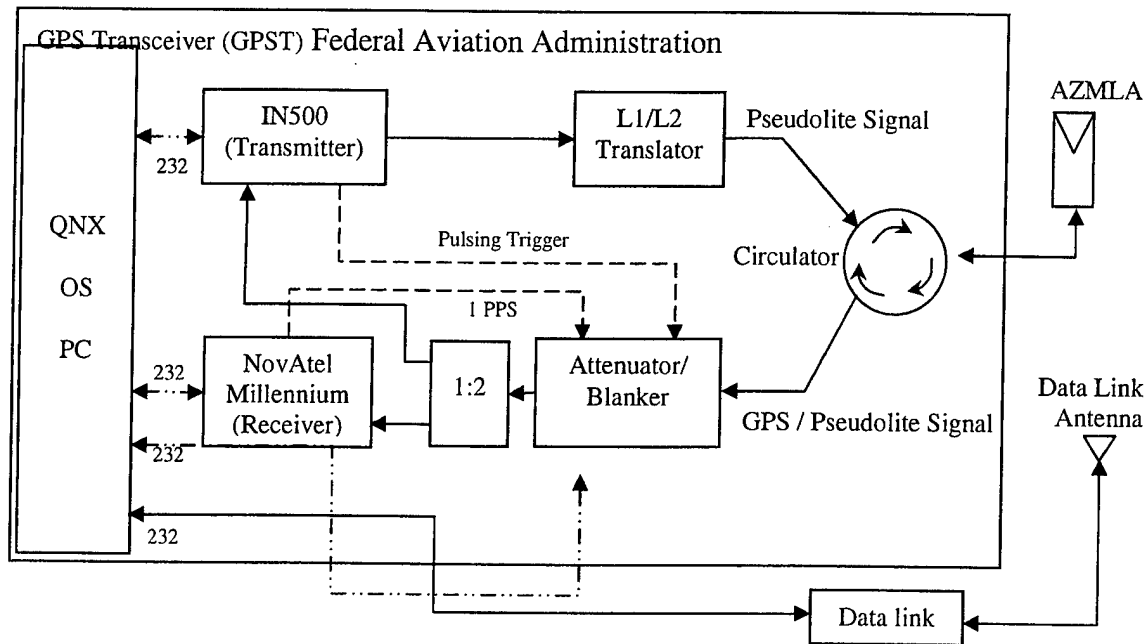 GPS Transceiver (GPST) Federal Aviation Administration
AZMLA
IN500
(Transmitter)
L1/L2
Translator
Pseudolite Signal
232
QNX
OS
PC
Pulsing Trigger
Circulator
1 PPS
NovAtel
Millennium
(Receiver)
232
1:2
Attenuator/
Blanker
GPS / Pseudolite Signal
Data Link
Antenna
232
232
Data link